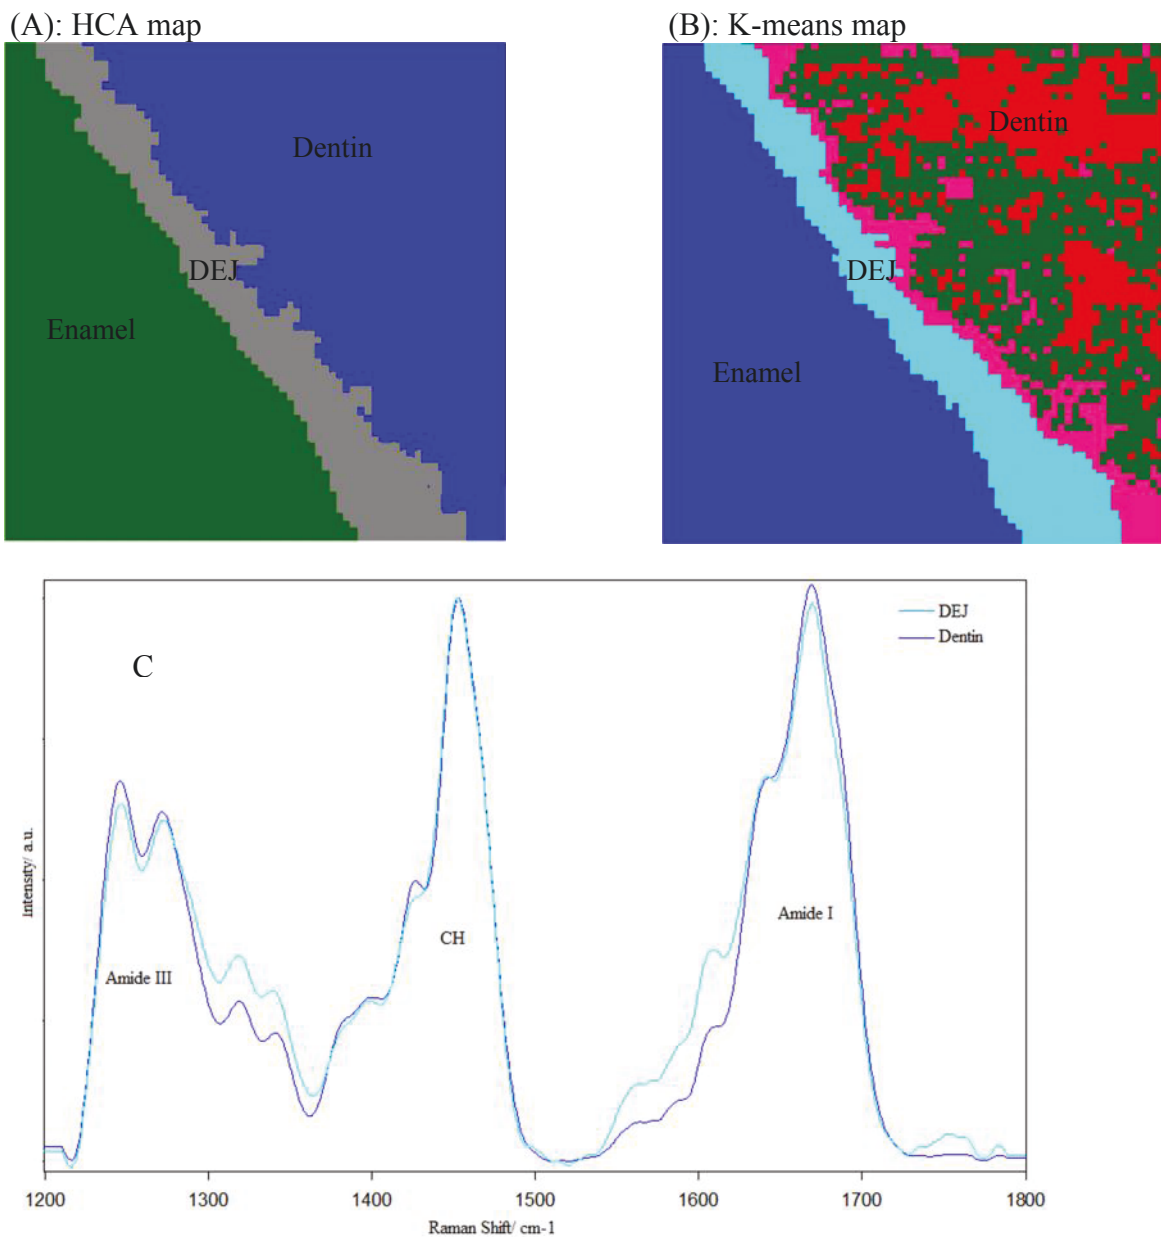 (A): HCA map
(B): K-means map
Dentin
DEJ
Enamel
Dentin
DEJ
Enamel
C
DEJ
Dentin
Intensity/ a.u.
Amide III
CH
Amide I
1200 1300 1400 1500 1600 1700 1800
Raman Shift/ cm-1